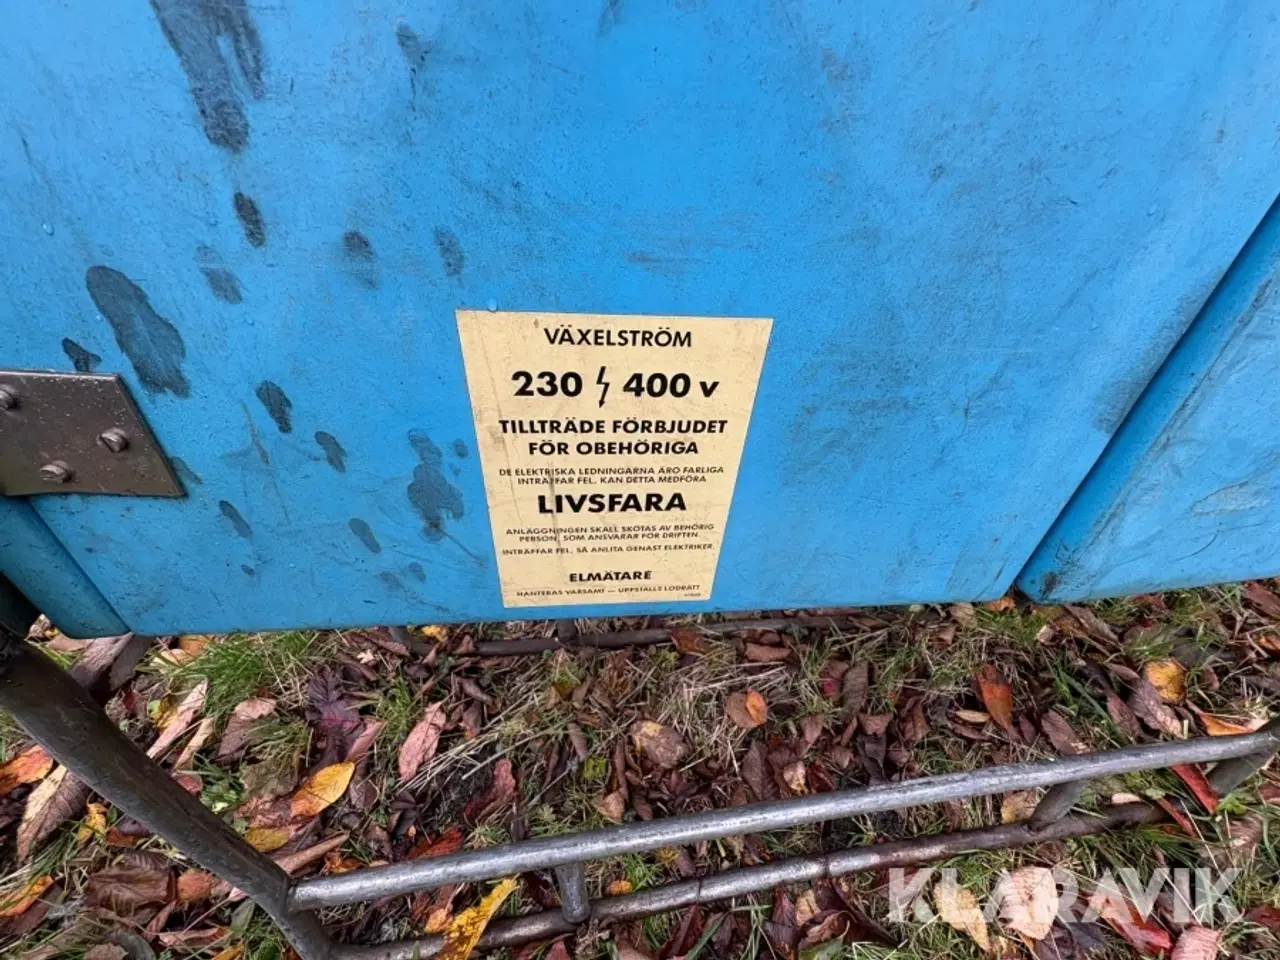 VÄXELSTRÖM
230 400 V
TILLTRÄDE FÖRBJUDET
FÖR OBEHÖRIGA
DE ELEKTRISKA LEDNINGARNA ÄRO FARLIGA
INTRÄFFAR FEL, KAN DETTA MEDFÖRA
LIVSFARA
ANLÄGGNINGEN SKALL SKÖTAS AV BEHÖRIG
PERSON, SOM ANSVARAR FÖR DRIFTEN.
INTRÄFFAR FEL, SÅ ANLITA GENAST ELEKTRIKER.
ELMÄTARE
HANTERAS VARSAMT — UPPSTÄLLS LODRÄTT
KLARAVIK